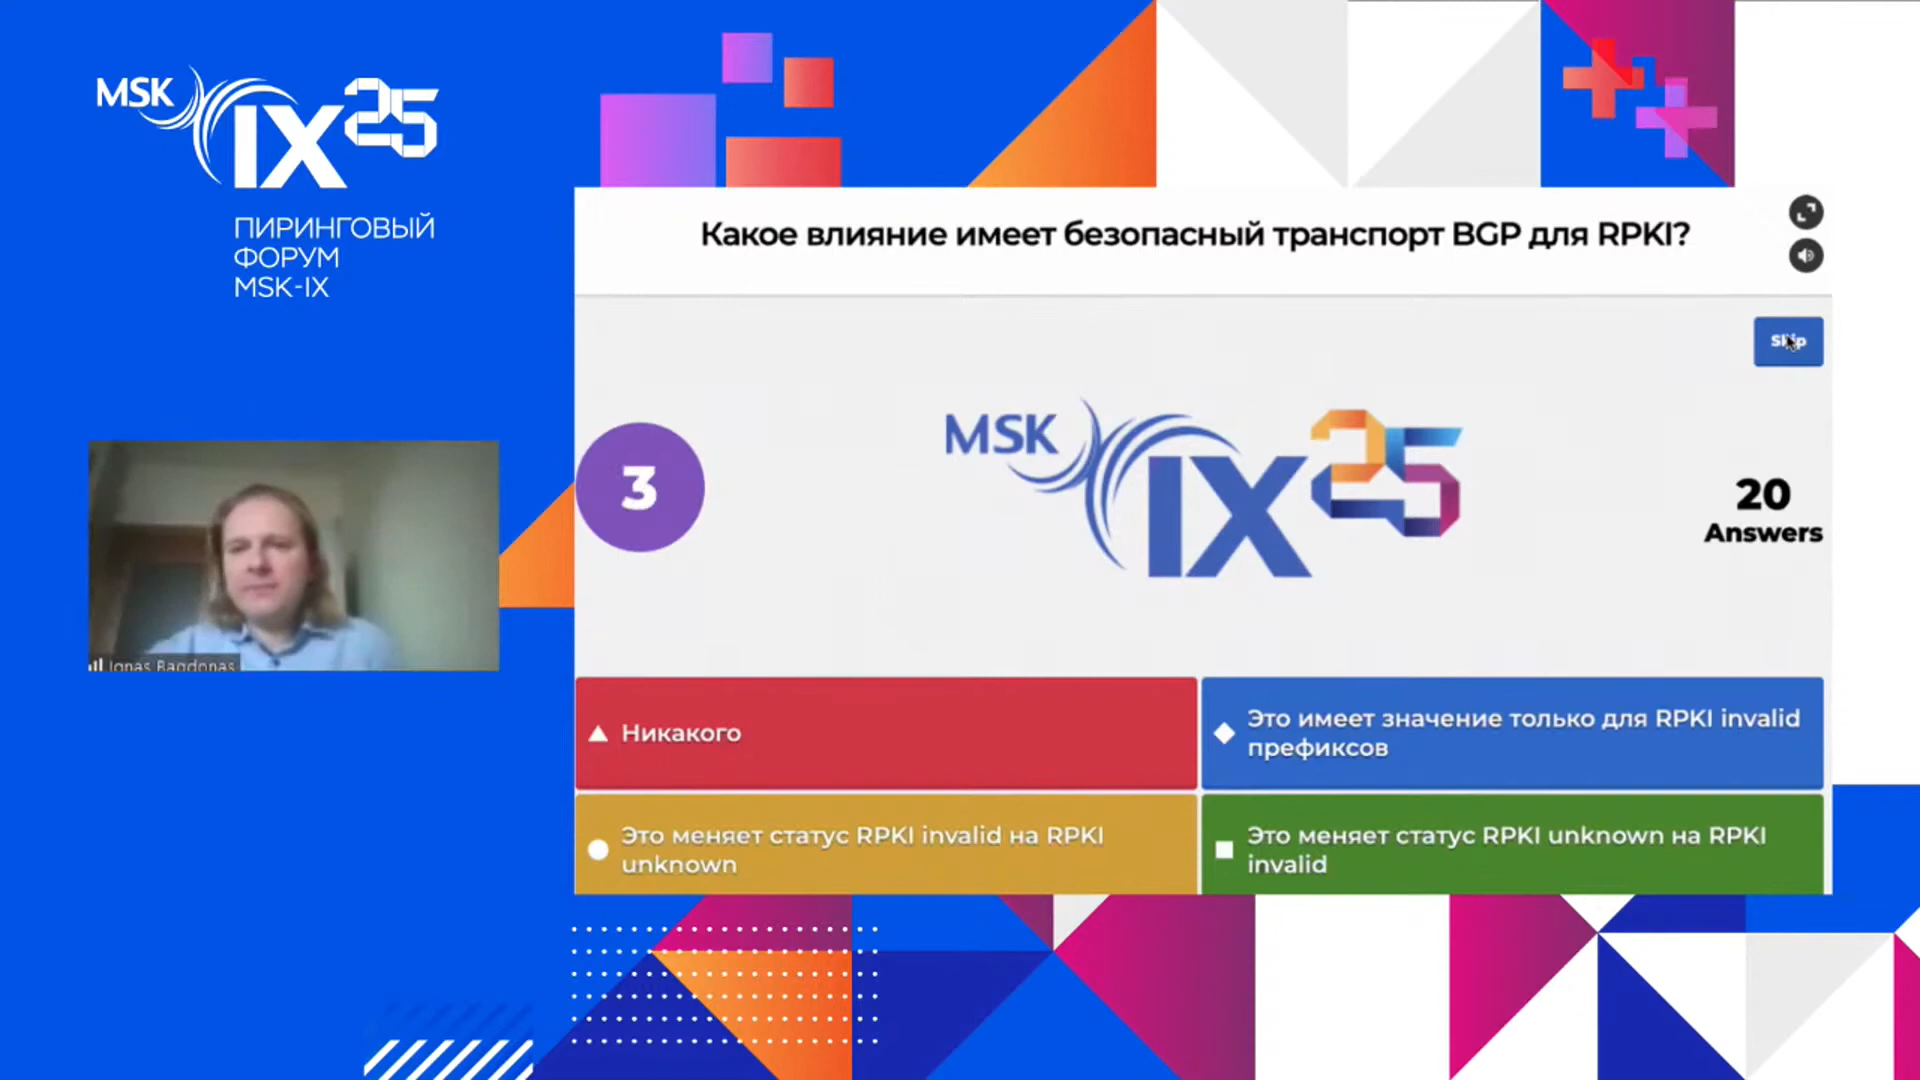 MSK
IX 25
ПИРИНГОВЫЙ
ФОРУМ
MSK-IX
Какое влияние имеет безопасный транспорт BGP для RPKI?
Skip
3
MSK
IX 25
20
Answers
Ignas Bagdonas
Никакого
Это имеет значение только для RPKI invalid
префиксов
Это меняет статус RPKI invalid на RPKI
unknown
Это меняет статус RPKI unknown на RPKI
invalid